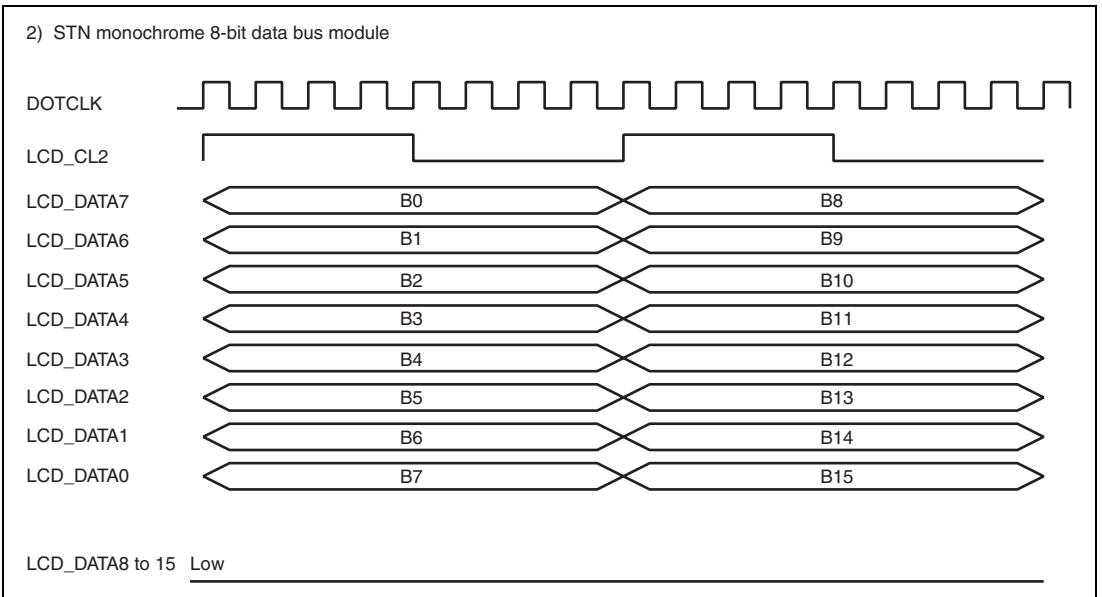 2) STN monochrome 8-bit data bus module
DOTCLK
LCD_CL2
LCD_DATA7 B0 B8
LCD_DATA6 B1 B9
LCD_DATA5 B2 B10
LCD_DATA4 B3 B11
LCD_DATA3 B4 B12
LCD_DATA2 B5 B13
LCD_DATA1 B6 B14
LCD_DATA0 B7 B15
LCD_DATA8 to 15 Low